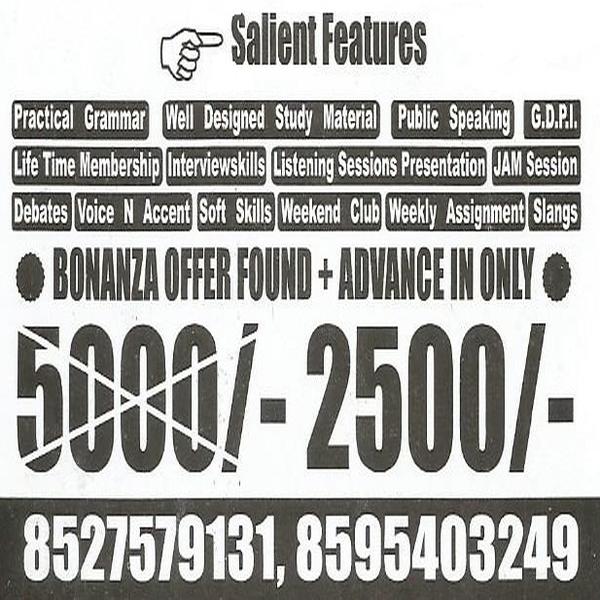 Salient Features
Practical Grammar Well Designed Study Material Public Speaking G.D.P.I.
Life Time Membership Interviewskills Listening Sessions Presentation JAM Session
Debates Voice N Accent Soft Skills Weekend Club Weekly Assignment Slangs
BONANZA OFFER FOUND + ADVANCE IN ONLY
5000/- 2500/-
8527579131, 8595403249